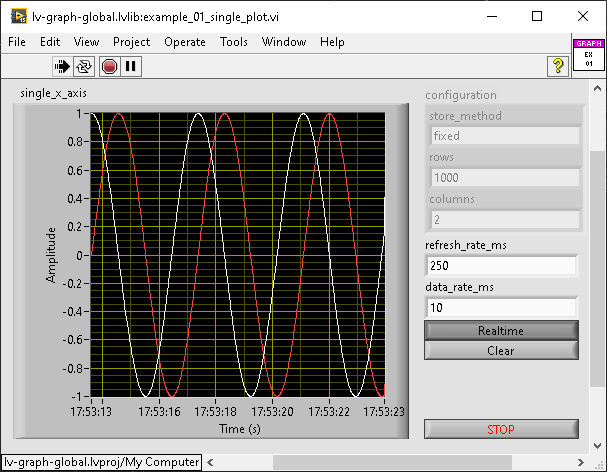 lv-graph-global.lvlib:example_01_single_plot.vi
File Edit View Project Operate Tools Window Help
?
GRAPH
EX
01
single_x_axis
1
0.8
0.6
0.4
0.2
0
-0.2
-0.4
-0.6
-0.8
-1
Amplitude
17:53:13 17:53:16 17:53:18 17:53:20 17:53:22 17:53:23
Time (s)
configuration
store_method
fixed
rows
1000
columns
2
refresh_rate_ms
250
data_rate_ms
10
Realtime
Clear
STOP
lv-graph-global.lvproj/My Computer